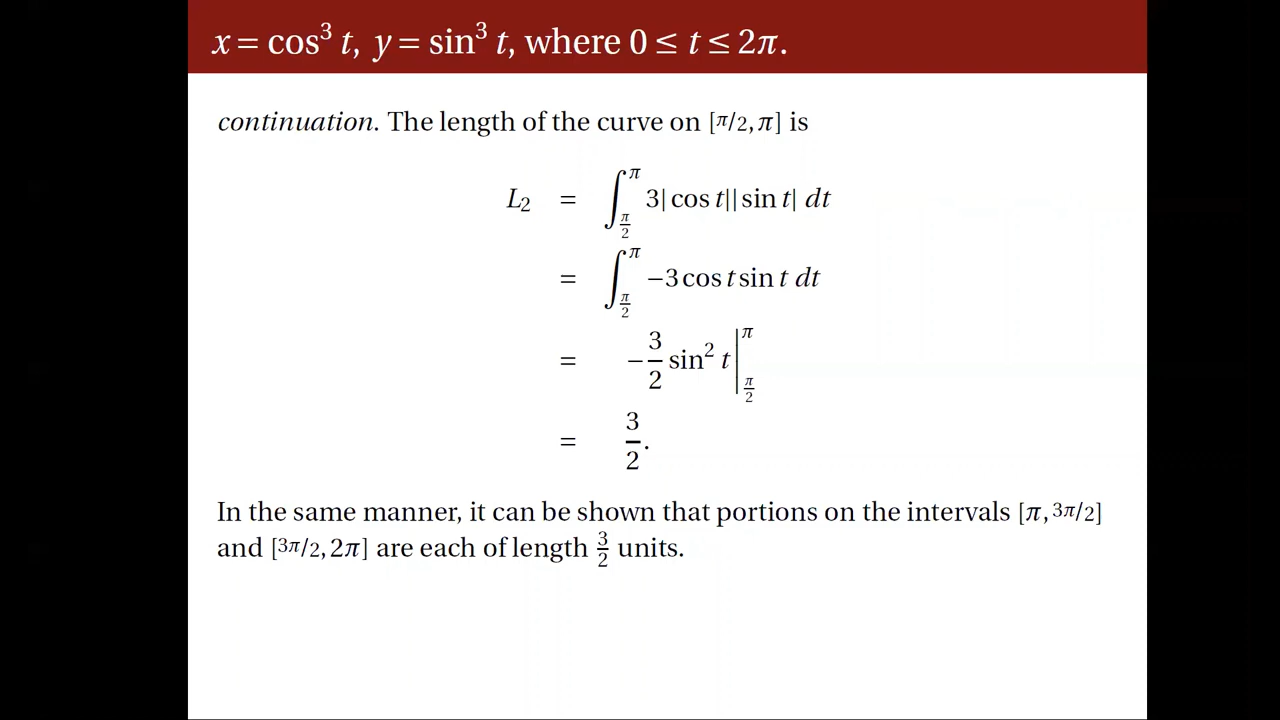 x = cos³ t, y = sin³ t, where 0 ≤ t ≤ 2π.
continuation. The length of the curve on [π/2, π] is
L₂ = ∫_{π/2}^{π} 3| cos t|| sin t| dt
= ∫_{π/2}^{π} −3 cos t sin t dt
= −3/2 sin² t |_{π/2}^{π}
= 3/2.
In the same manner, it can be shown that portions on the intervals [π, 3π/2]
and [3π/2, 2π] are each of length 3/2 units.